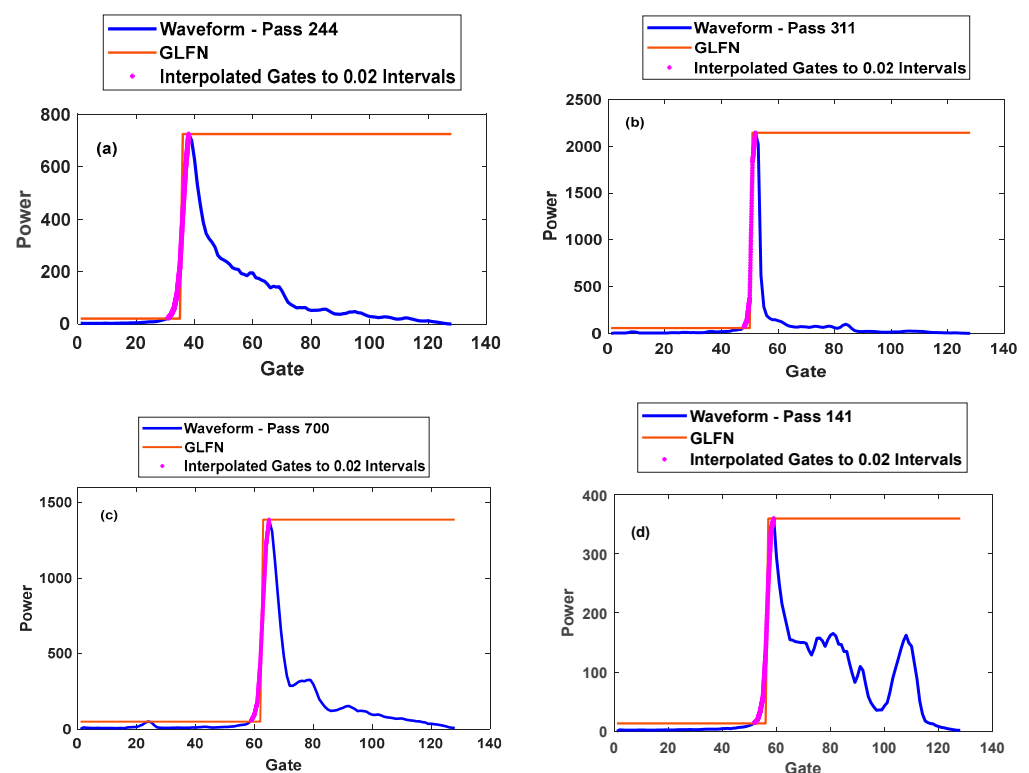 Waveform - Pass 244
GLFN
Interpolated Gates to 0.02 Intervals
(a)
Power
800
600
400
200
0
0 20 40 60 80 100 120 140
Gate
Waveform - Pass 311
GLFN
Interpolated Gates to 0.02 Intervals
(b)
Power
2500
2000
1500
1000
500
0
0 20 40 60 80 100 120 140
Gate
Waveform - Pass 700
GLFN
Interpolated Gates to 0.02 Intervals
(c)
Power
1500
1000
500
0
0 20 40 60 80 100 120 140
Gate
Waveform - Pass 141
GLFN
Interpolated Gates to 0.02 Intervals
(d)
Power
400
300
200
100
0
0 20 40 60 80 100 120 140
Gate